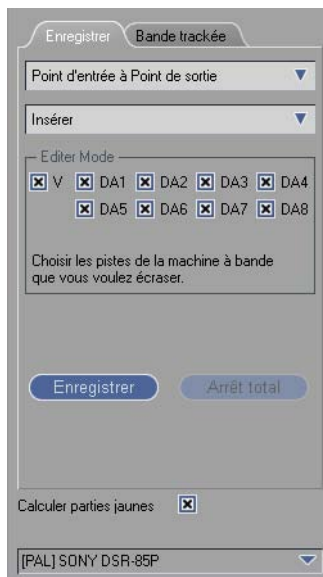 Enregistrer Bande trackée
Point d'entrée à Point de sortie
Insérer
Editer Mode
V DA1 DA2 DA3 DA4
DA5 DA6 DA7 DA8
Choisir les pistes de la machine à bande
que vous voulez écraser.
Enregistrer Arrêt total
Calculer parties jaunes
[PAL] SONY DSR-85P